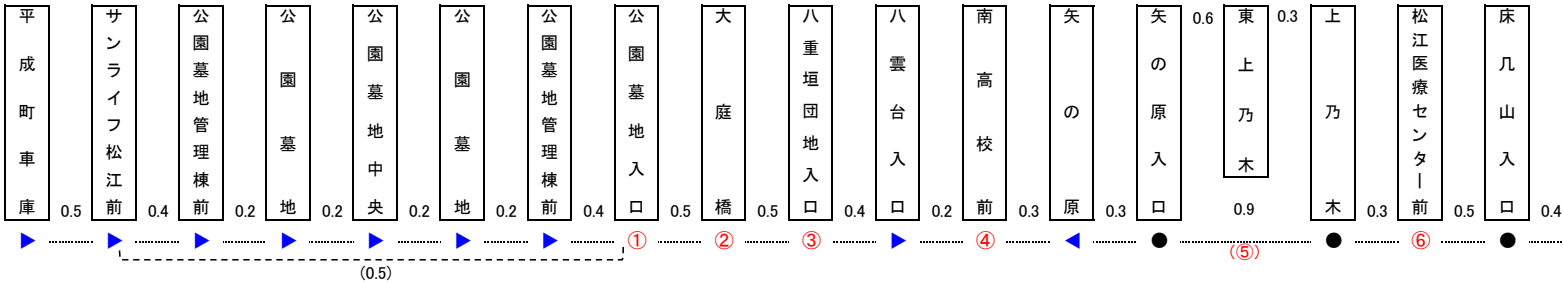 平成町車庫
0.5
サンライフ松江前
0.4
公園墓地管理棟前
0.2
公園墓地
0.2
公園墓地中央
0.2
公園墓地
0.2
公園墓地管理棟前
0.4
公園墓地入口
0.5
大庭橋
0.5
八重垣団地入口
0.4
八雲台入口
0.2
南高校前
0.3
矢の原
0.3
矢の原入口
0.6
東上乃木
0.3
0.9
上乃木
0.3
松江医療センター前
0.5
床几山入口
0.4
①
②
③
④
(⑤)
⑥
(0.5)